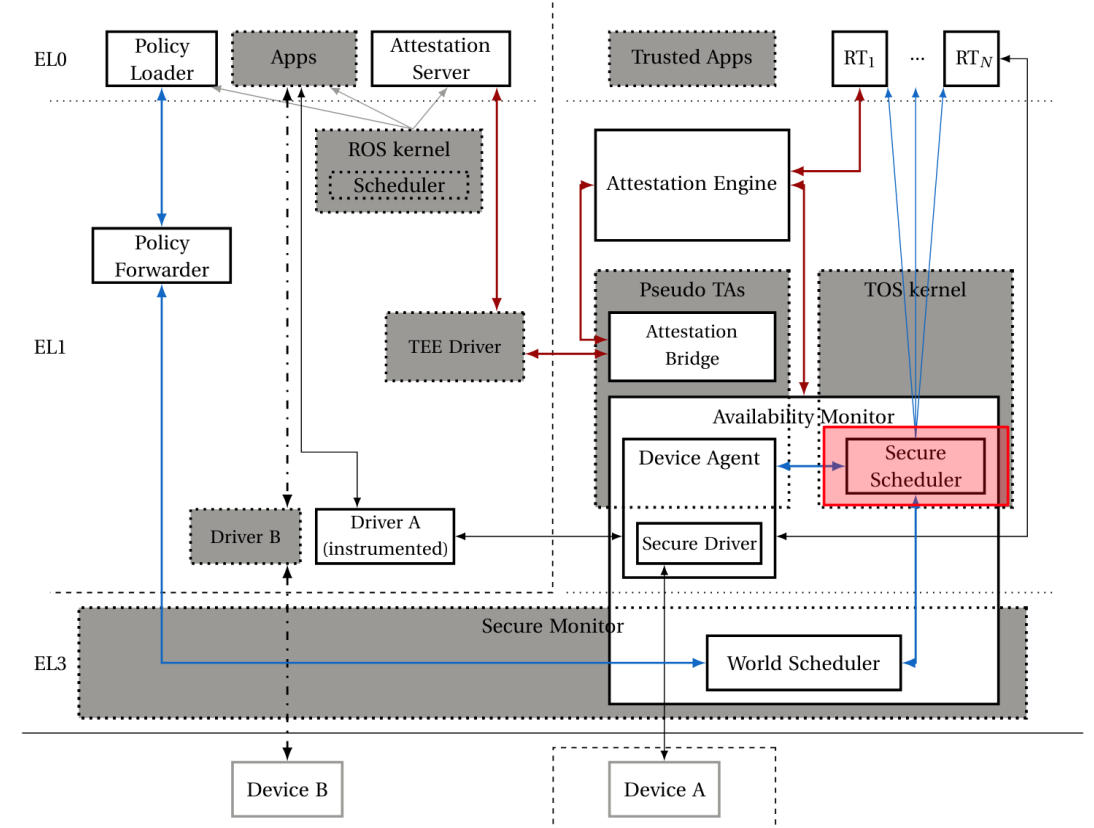 EL0
Policy
Loader
Apps
Attestation
Server
Trusted Apps
RT1
...
RTN
ROS kernel
Scheduler
Attestation Engine
Policy
Forwarder
EL1
TEE Driver
Pseudo TAs
Attestation
Bridge
TOS kernel
Availability Monitor
Device Agent
Secure
Scheduler
Driver B
Driver A
(instrumented)
Secure Driver
Secure Monitor
EL3
World Scheduler
Device B
Device A